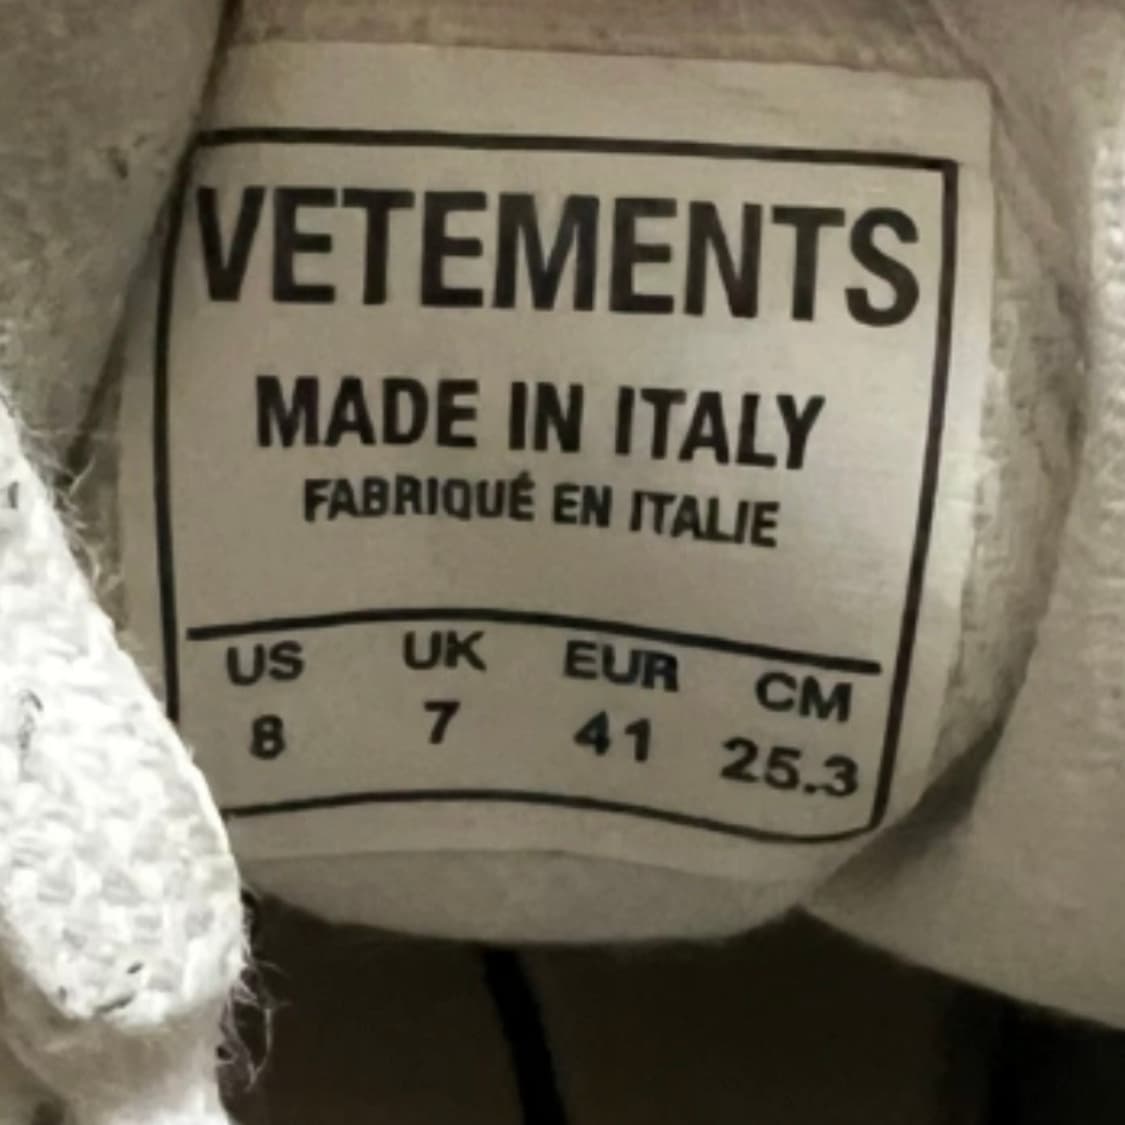 VETEMENTS
MADE IN ITALY
FABRIQUÉ EN ITALIE
US UK EUR CM
8 7 41 25.3